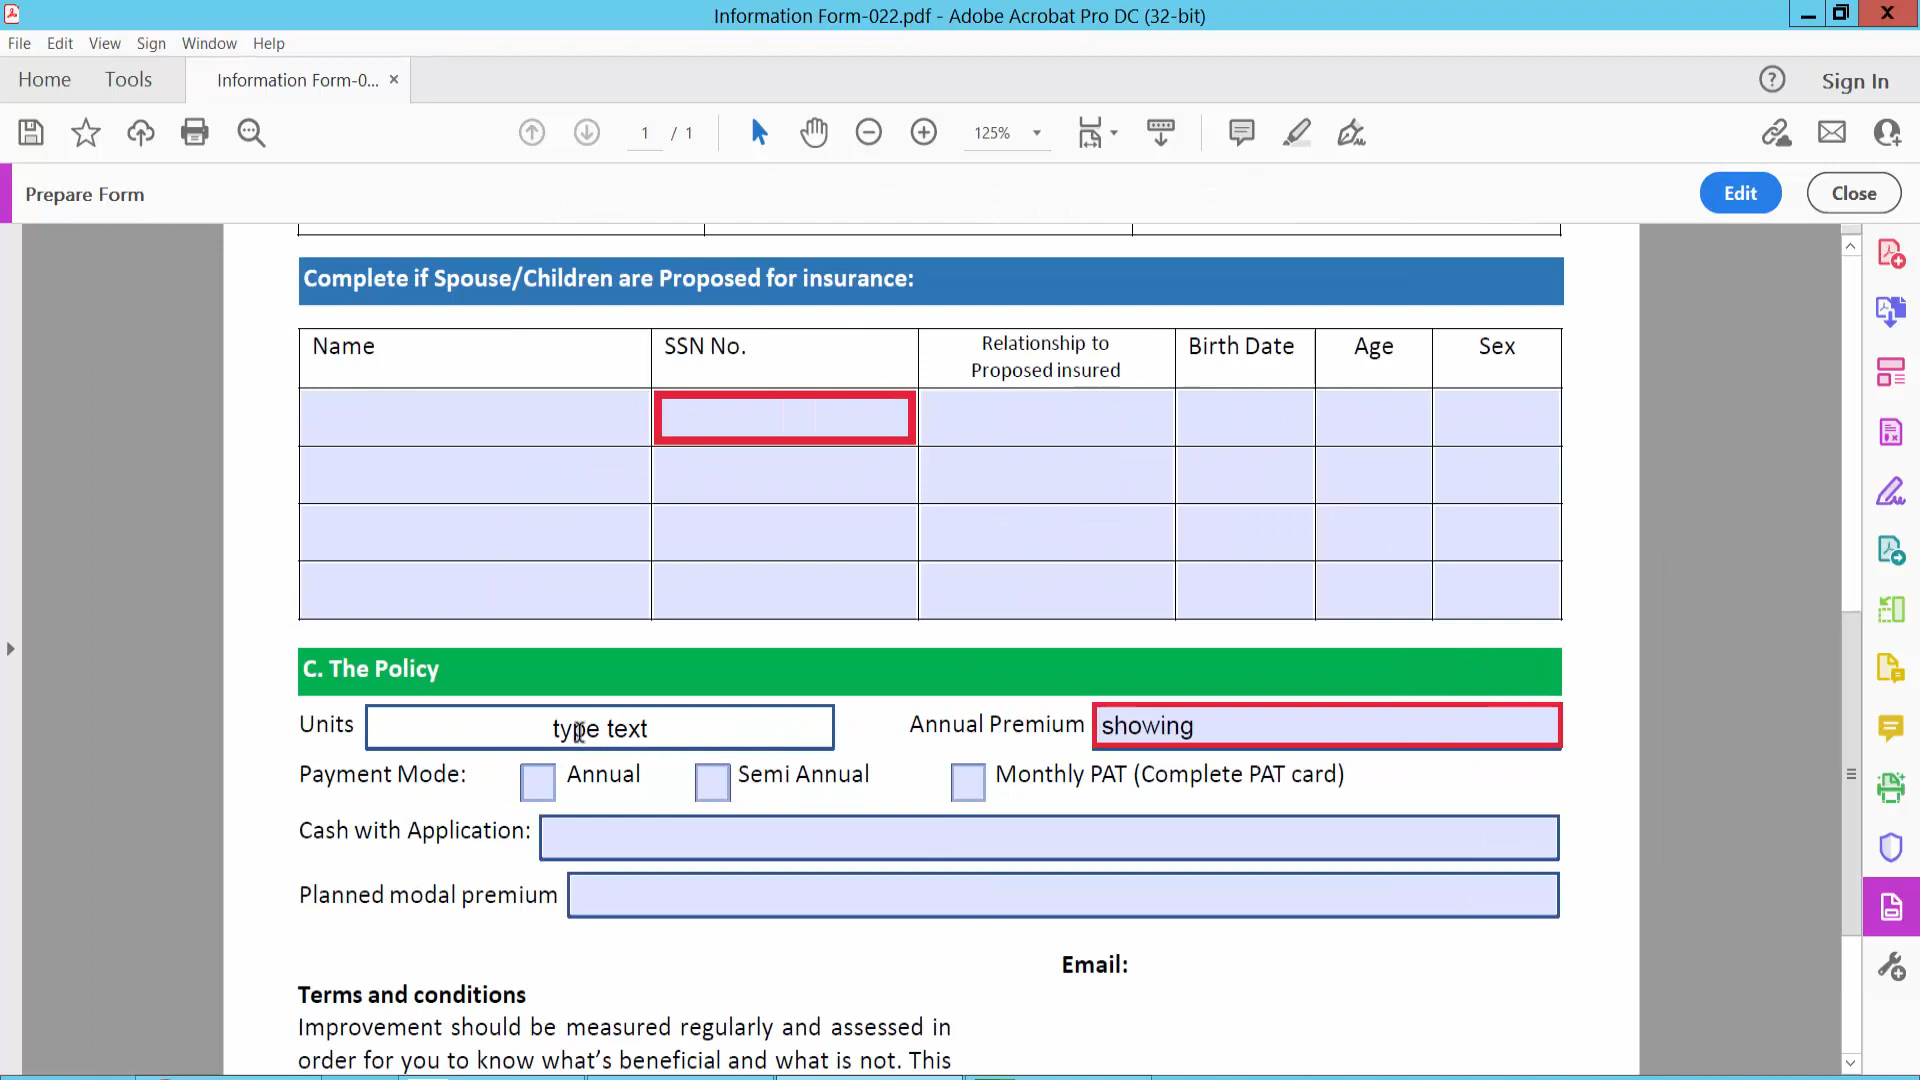 Information Form-022.pdf - Adobe Acrobat Pro DC (32-bit)
File Edit View Sign Window Help
Home Tools Information Form-0... × Sign In
1 / 1 125%
Prepare Form Edit Close
Complete if Spouse/Children are Proposed for insurance:
Name SSN No. Relationship to Proposed insured Birth Date Age Sex
C. The Policy
Units type text Annual Premium showing
Payment Mode: Annual Semi Annual Monthly PAT (Complete PAT card)
Cash with Application:
Planned modal premium
Email:
Terms and conditions
Improvement should be measured regularly and assessed in
order for you to know what's beneficial and what is not. This